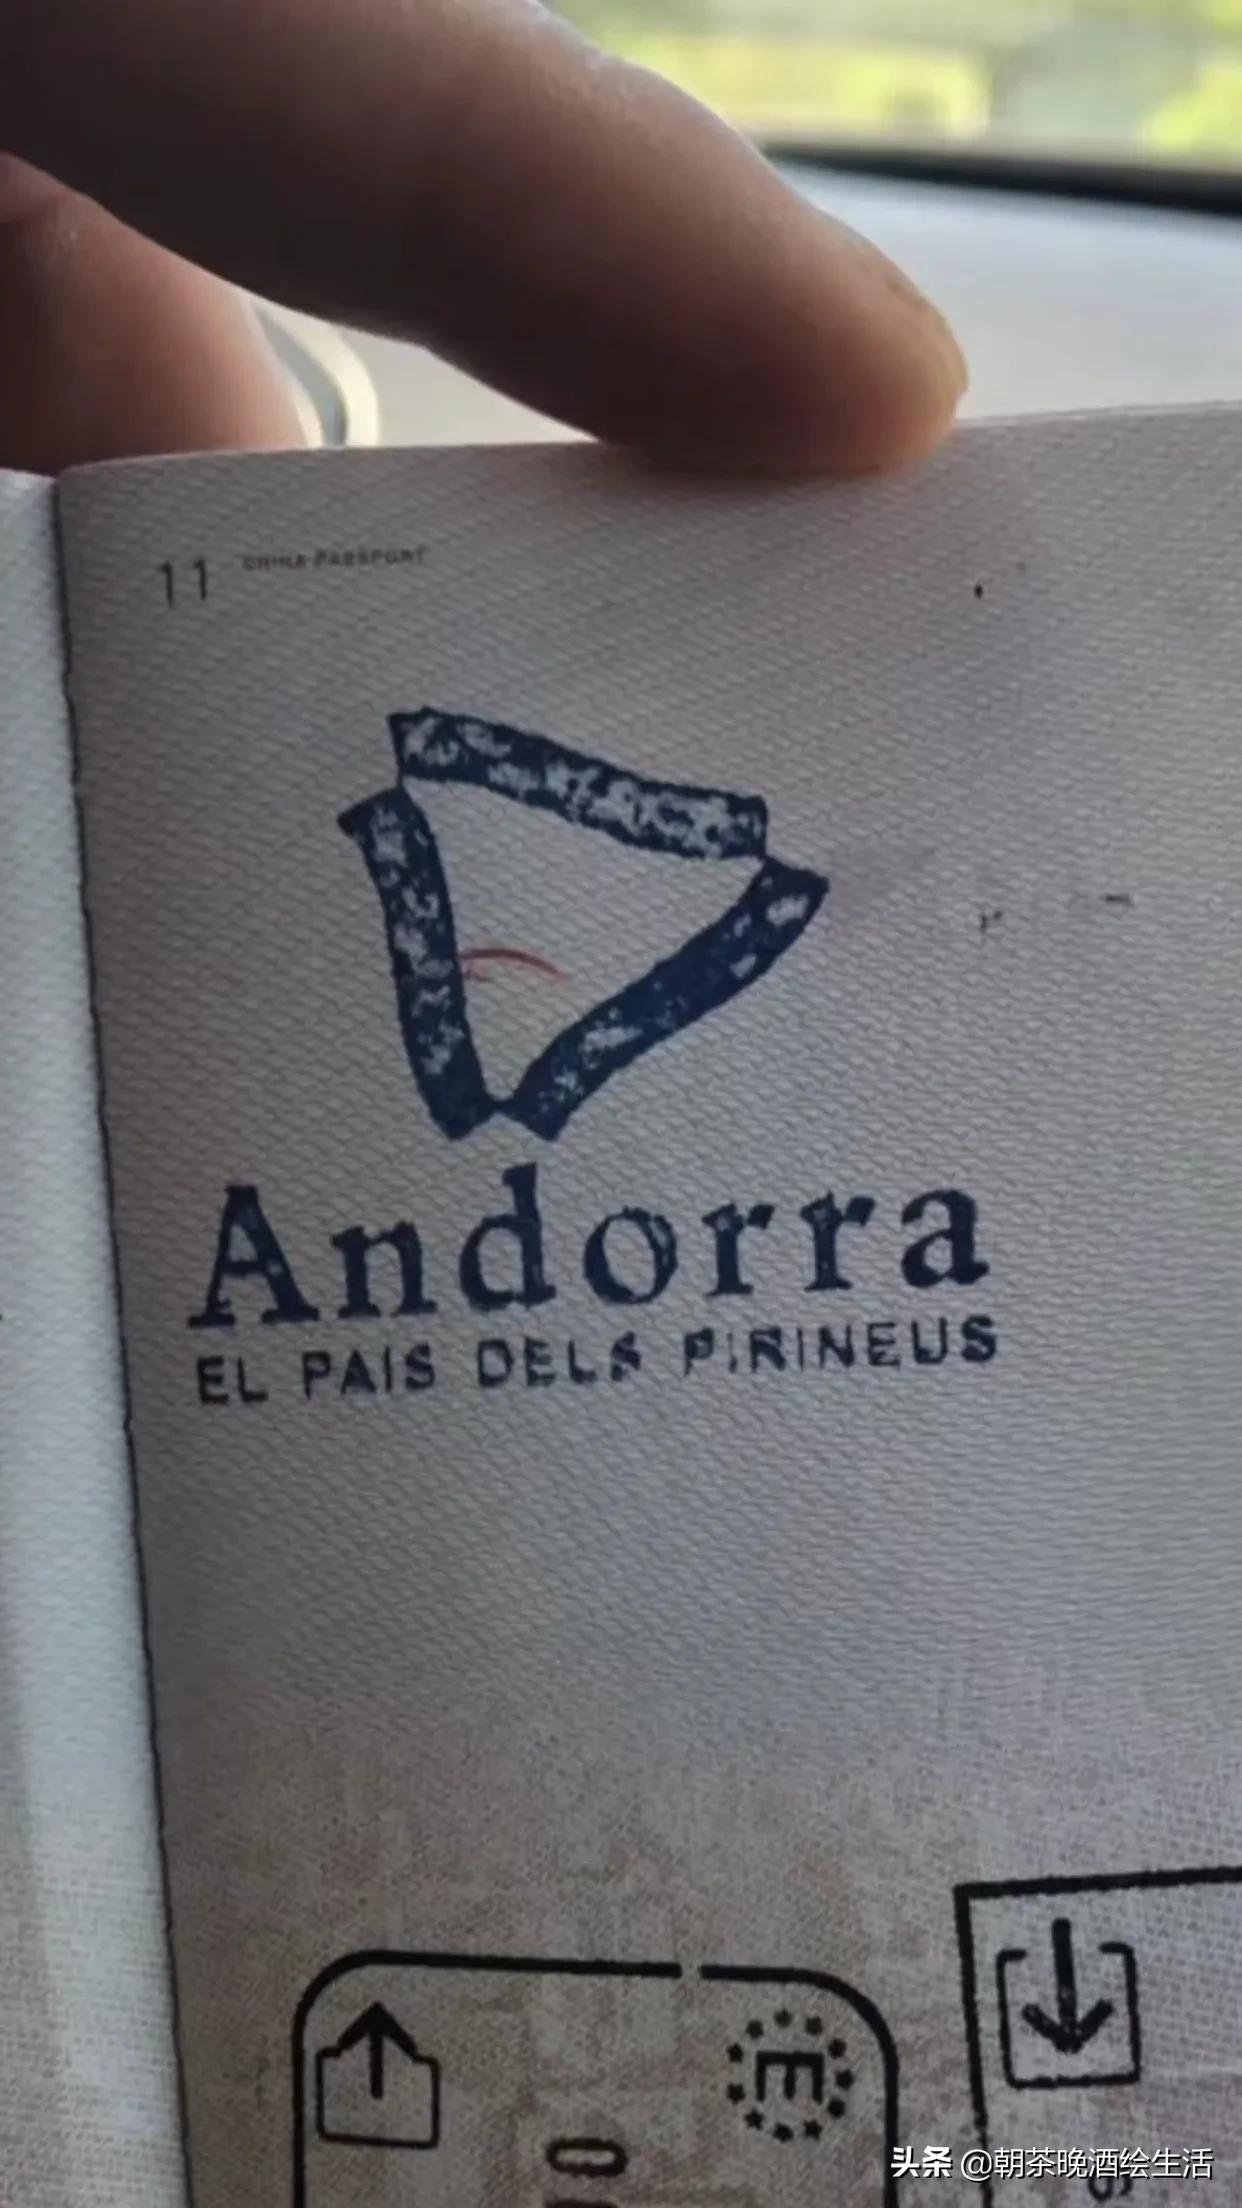 11 CHINA PASSPORT
Andorra
EL PAIS DELS PIRINEUS
E
头条 @朝茶晚酒绘生活